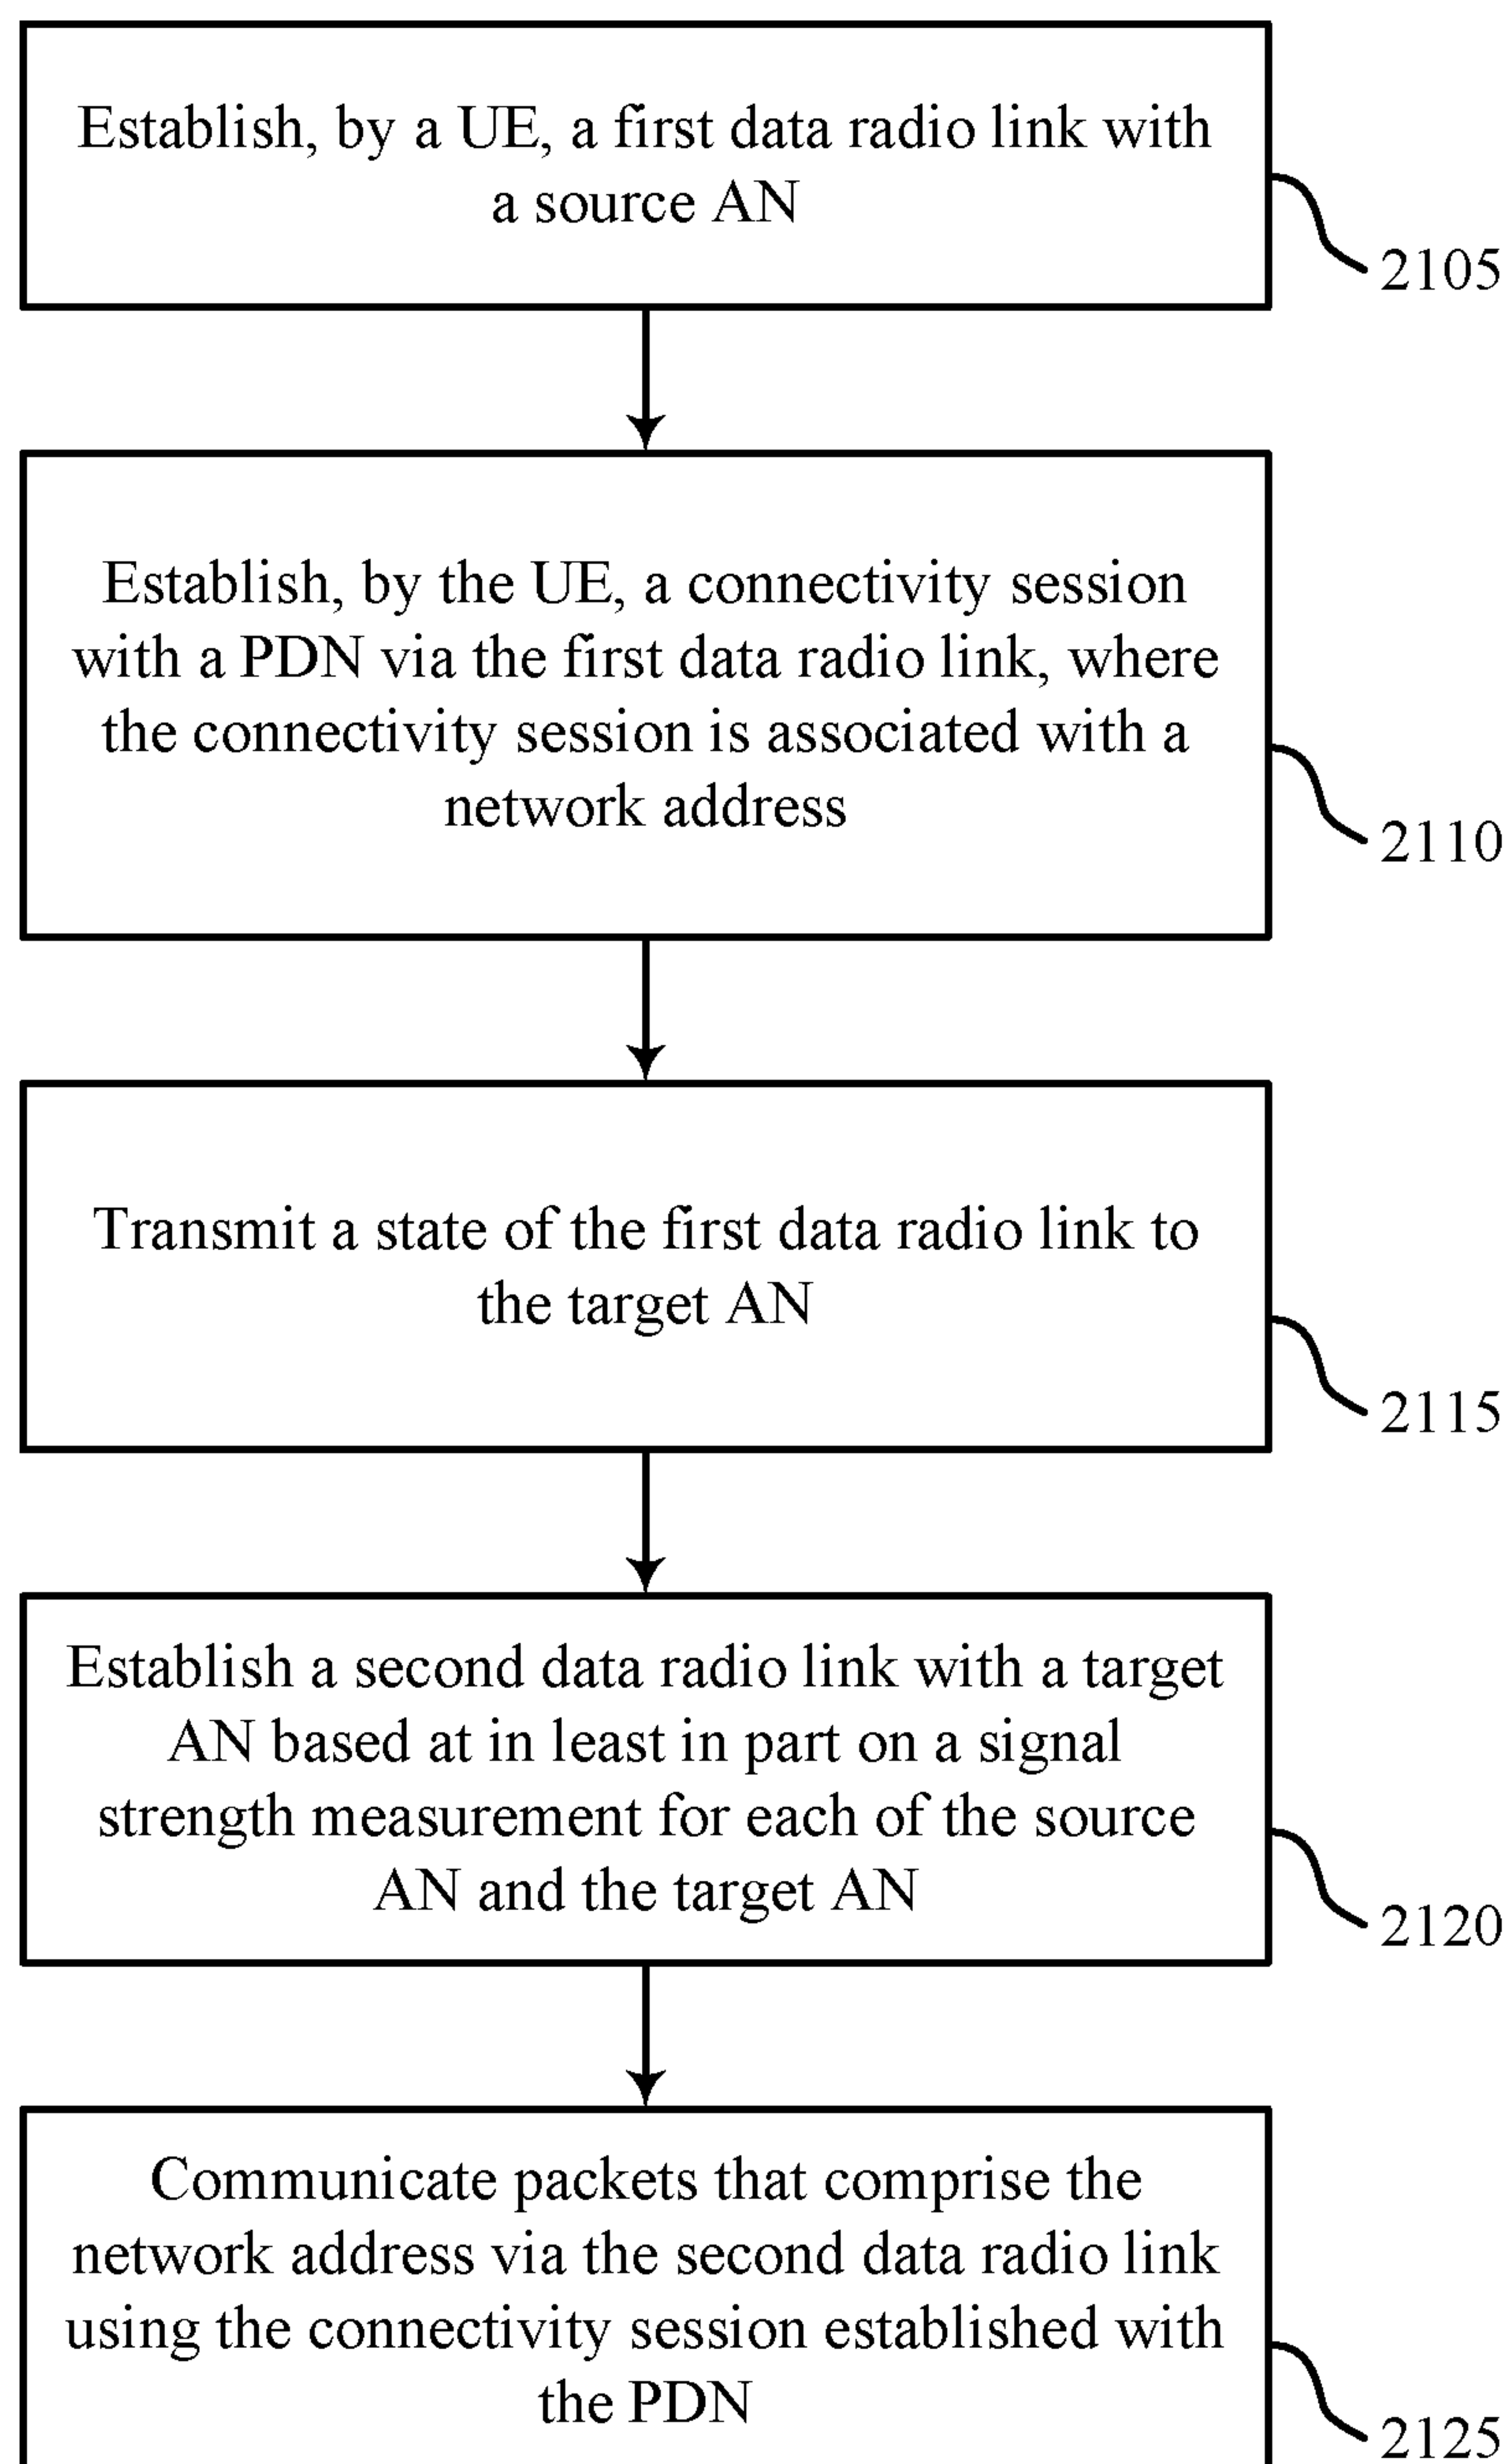 Establish, by a UE, a first data radio link with
a source AN
2105
Establish, by the UE, a connectivity session
with a PDN via the first data radio link, where
the connectivity session is associated with a
network address
2110
Transmit a state of the first data radio link to
the target AN
2115
Establish a second data radio link with a target
AN based at in least in part on a signal
strength measurement for each of the source
AN and the target AN
2120
Communicate packets that comprise the
network address via the second data radio link
using the connectivity session established with
the PDN
2125